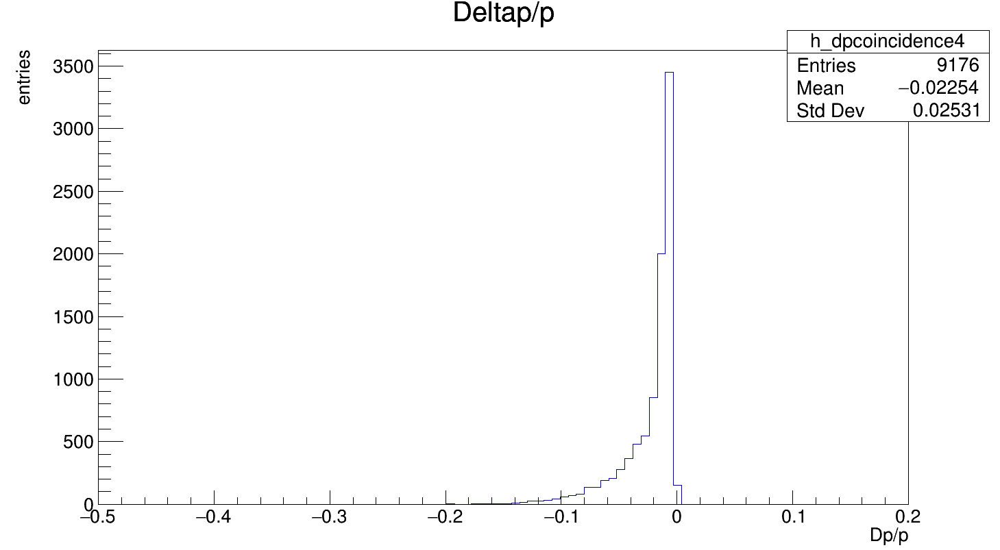 Deltap/p
h_dpcoincidence4
Entries 9176
Mean −0.02254
Std Dev 0.02531
entries
3500
3000
2500
2000
1500
1000
500
0
−0.5 −0.4 −0.3 −0.2 −0.1 0 0.1 0.2
Dp/p